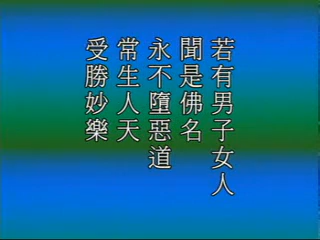 若有男子女人
聞是佛名
永不墮惡道
常生人天
受勝妙樂